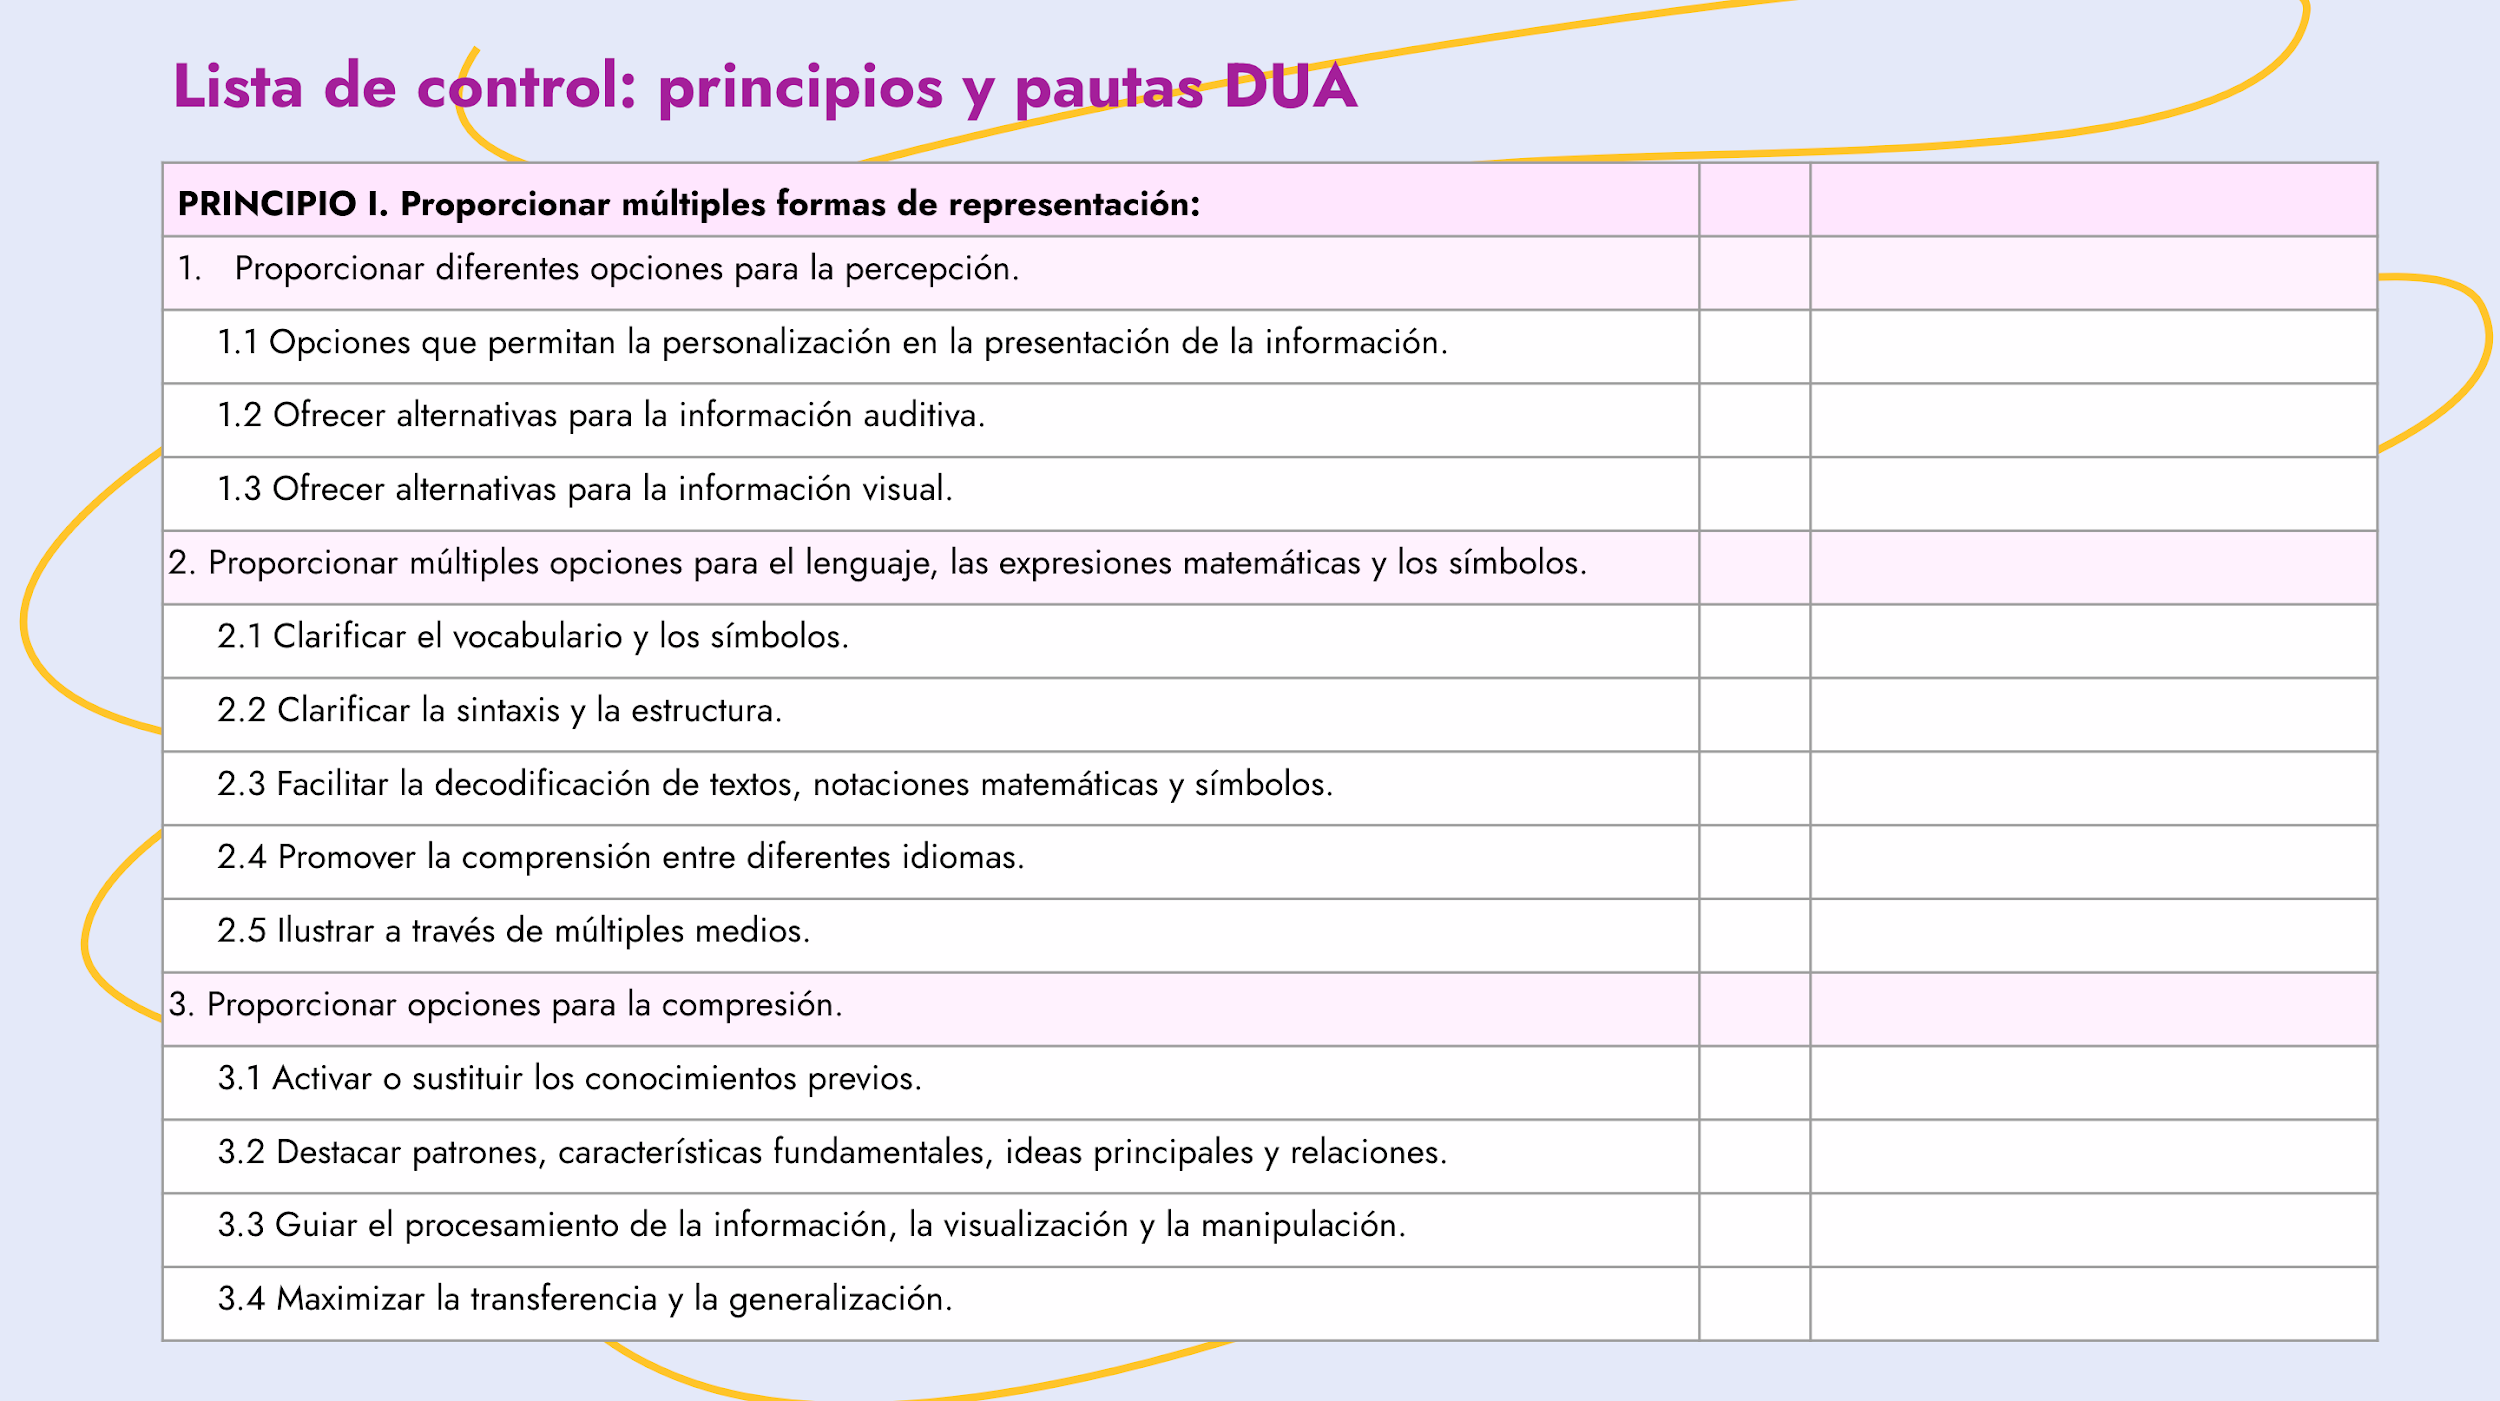 Lista de control: principios y pautas DUA
PRINCIPIO I. Proporcionar múltiples formas de representación:
1. Proporcionar diferentes opciones para la percepción.
1.1 Opciones que permitan la personalización en la presentación de la información.
1.2 Ofrecer alternativas para la información auditiva.
1.3 Ofrecer alternativas para la información visual.
2. Proporcionar múltiples opciones para el lenguaje, las expresiones matemáticas y los símbolos.
2.1 Clarificar el vocabulario y los símbolos.
2.2 Clarificar la sintaxis y la estructura.
2.3 Facilitar la decodificación de textos, notaciones matemáticas y símbolos.
2.4 Promover la comprensión entre diferentes idiomas.
2.5 Ilustrar a través de múltiples medios.
3. Proporcionar opciones para la compresión.
3.1 Activar o sustituir los conocimientos previos.
3.2 Destacar patrones, características fundamentales, ideas principales y relaciones.
3.3 Guiar el procesamiento de la información, la visualización y la manipulación.
3.4 Maximizar la transferencia y la generalización.